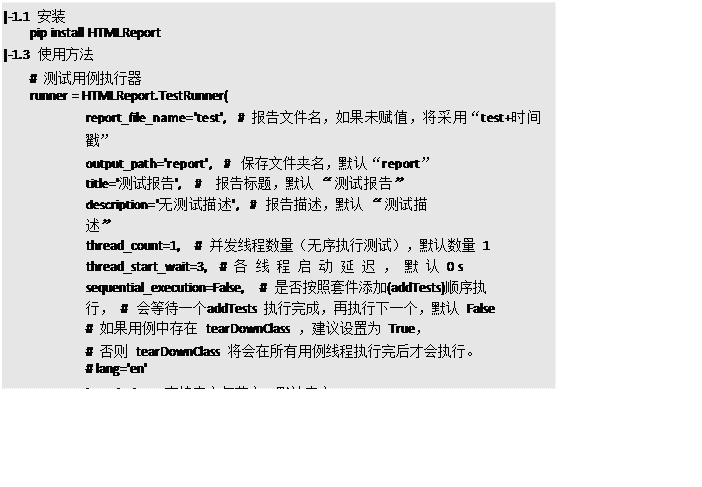 1.1 安装
pip install HTMLReport
1.3 使用方法
# 测试用例执行器
runner = HTMLReport.TestRunner(
report_file_name='test', # 报告文件名，如果未赋值，将采用“test+时间
戳”
output_path='report', # 保存文件夹名，默认“report”
title='测试报告', # 报告标题，默认 “测试报告”
description='无测试描述', # 报告描述，默认 “测试描
述”
thread_count=1, # 并发线程数量（无序执行测试），默认数量 1
thread_start_wait=3, # 各 线 程 启 动 延 迟 ， 默 认 0 s
sequential_execution=False, # 是否按照套件添加(addTests)顺序执
行， # 会等待一个addTests 执行完成，再执行下一个，默认 False
# 如果用例中存在 tearDownClass ，建议设置为 True，
# 否则 tearDownClass 将会在所有用例线程执行完后才会执行。
# lang='en'